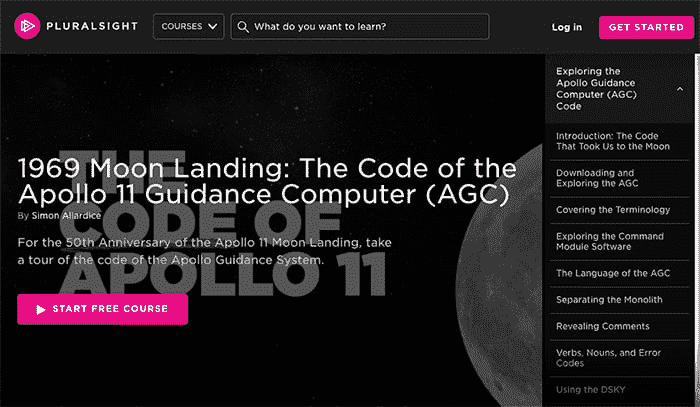 PLURALSIGHT
COURSES
What do you want to learn?
Log in
GET STARTED
THE
CODE OF
APOLLO 11
1969 Moon Landing: The Code of the
Apollo 11 Guidance Computer (AGC)
By Simon Allardice
For the 50th Anniversary of the Apollo 11 Moon Landing, take
a tour of the code of the Apollo Guidance System.
START FREE COURSE
Exploring the
Apollo Guidance
Computer (AGC)
Code
Introduction: The Code
That Took Us to the Moon
Downloading and
Exploring the AGC
Covering the Terminology
Exploring the Command
Module Software
The Language of the AGC
Separating the Monolith
Revealing Comments
Verbs, Nouns, and Error
Codes
Using the DSKY